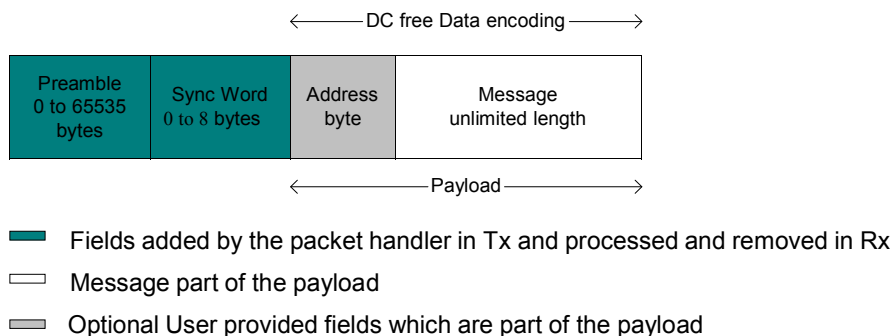 DC free Data encoding
Preamble
0 to 65535
bytes
Sync Word
0 to 8 bytes
Address
byte
Message
unlimited length
Payload
Fields added by the packet handler in Tx and processed and removed in Rx
Message part of the payload
Optional User provided fields which are part of the payload